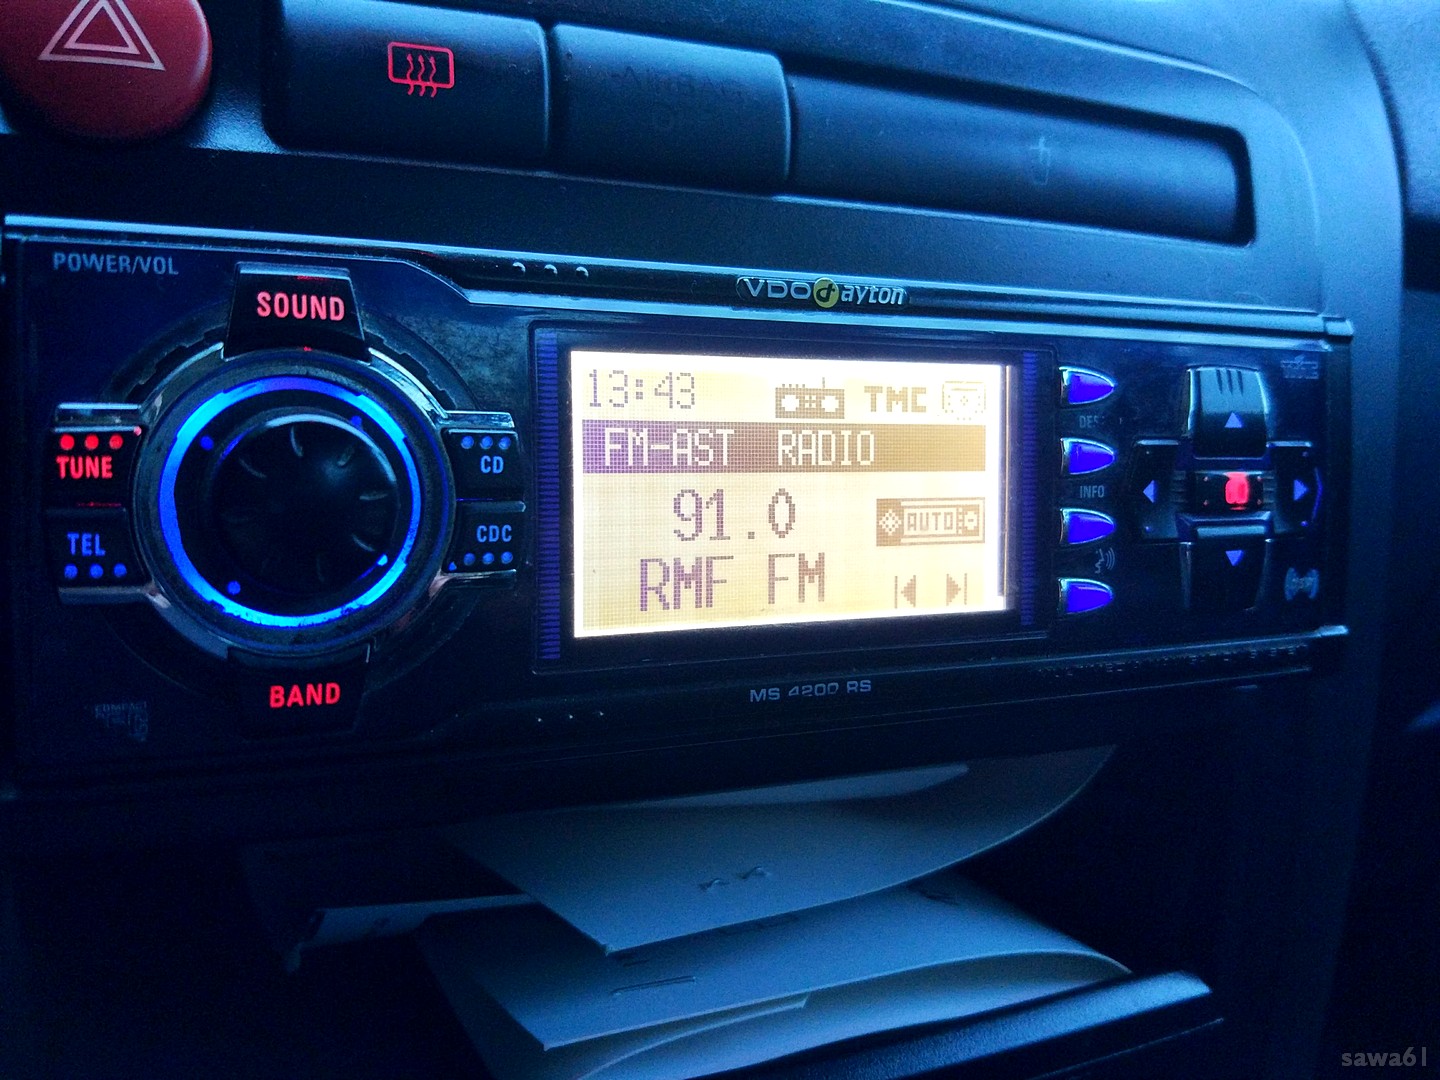 AIRBAG
POWER/VOL
SOUND
VDO dayton
TUNE
CD
TEL
CDC
BAND
13:43
TMC
FM-AST RADIO
91.0
AUTO
RMF FM
INFO
MS 4200 RS
sawa61